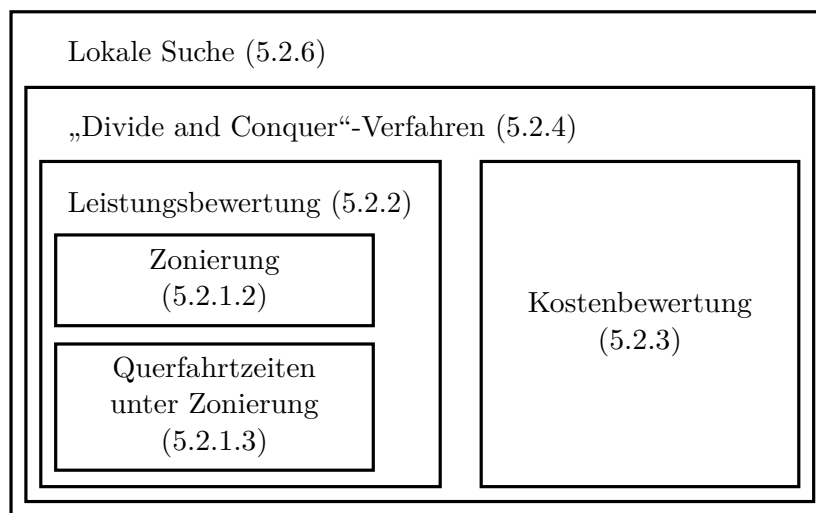 Lokale Suche (5.2.6)
„Divide and Conquer“-Verfahren (5.2.4)
Leistungsbewertung (5.2.2)
Zonierung
(5.2.1.2)
Querfahrtzeiten
unter Zonierung
(5.2.1.3)
Kostenbewertung
(5.2.3)